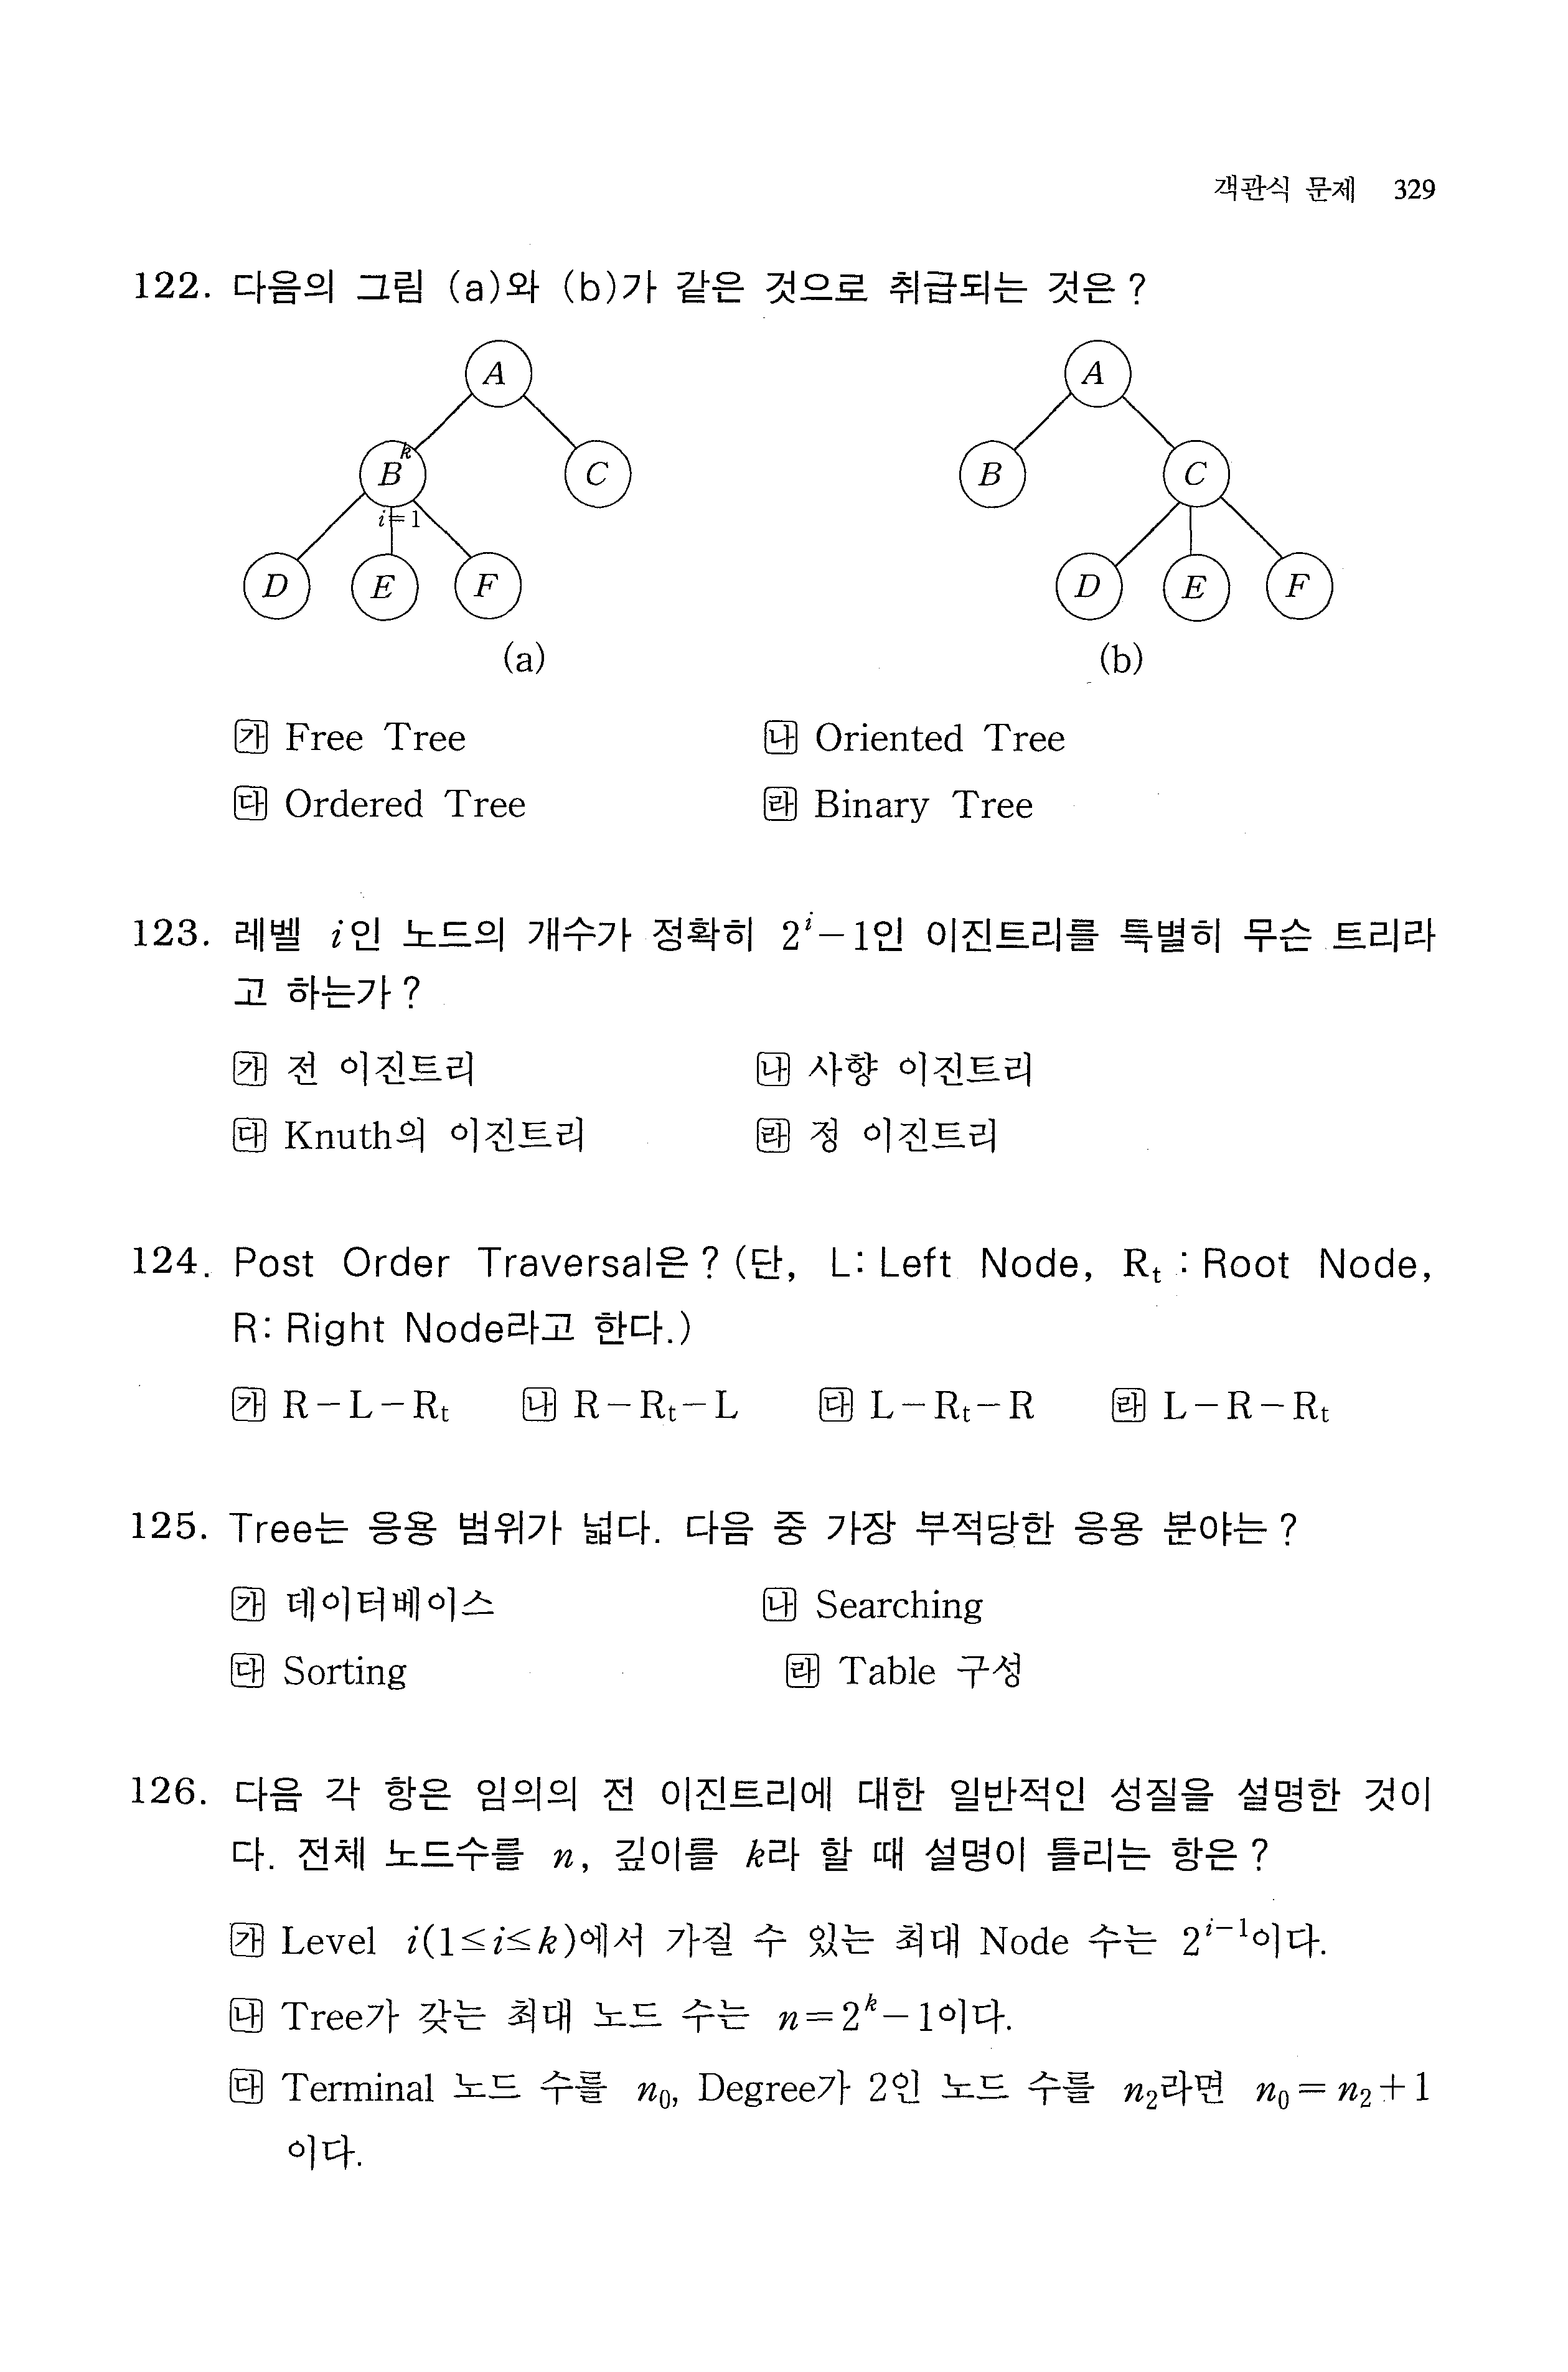 객관식 문제 329
122. 다음의 그림 (a)와 (b)가 같은 것으로 취급되는 것은?
A A
B k C B C
i=1
D E F D E F
(a) (b)
㉮ Free Tree ㉯ Oriented Tree
㉰ Ordered Tree ㉱ Binary Tree
123. 레벨 i인 노드의 개수가 정확히 2^i－1인 이진트리를 특별히 무슨 트리라
고 하는가?
㉮ 전 이진트리 ㉯ 사향 이진트리
㉰ Knuth의 이진트리 ㉱ 정 이진트리
124. Post Order Traversal은? (단, L: Left Node, Rt : Root Node,
R: Right Node라고 한다.)
㉮ R－L－Rt ㉯ R－Rt－L ㉰ L－Rt－R ㉱ L－R－Rt
125. Tree는 응용 범위가 넓다. 다음 중 가장 부적당한 응용 분야는?
㉮ 데이터베이스 ㉯ Searching
㉰ Sorting ㉱ Table 구성
126. 다음 각 항은 임의의 전 이진트리에 대한 일반적인 성질을 설명한 것이
다. 전체 노드수를 n, 깊이를 k라 할 때 설명이 틀리는 항은?
㉮ Level i(1≤i≤k)에서 가질 수 있는 최대 Node 수는 2^{i-1}이다.
㉯ Tree가 갖는 최대 노드 수는 n=2^k－1이다.
㉰ Terminal 노드 수를 n₀, Degree가 2인 노드 수를 n₂라면 n₀=n₂+1
이다.